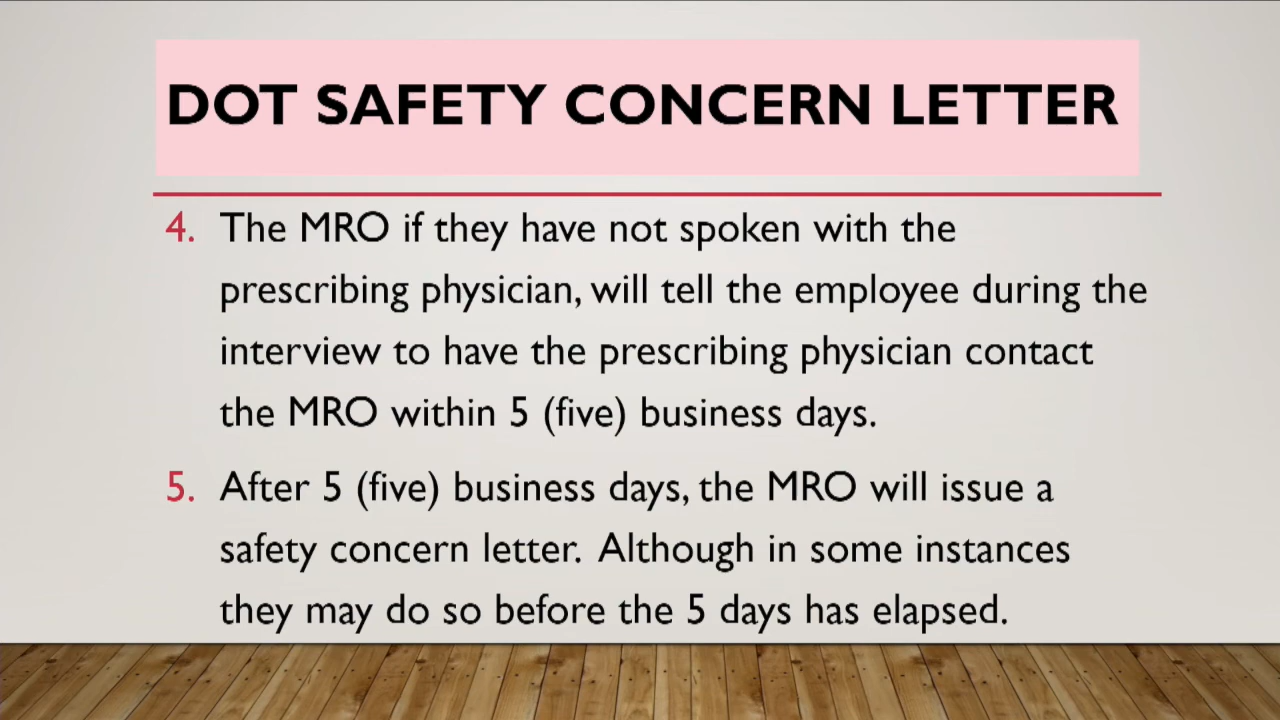 DOT SAFETY CONCERN LETTER
4. The MRO if they have not spoken with the
prescribing physician, will tell the employee during the
interview to have the prescribing physician contact
the MRO within 5 (five) business days.
5. After 5 (five) business days, the MRO will issue a
safety concern letter.  Although in some instances
they may do so before the 5 days has elapsed.